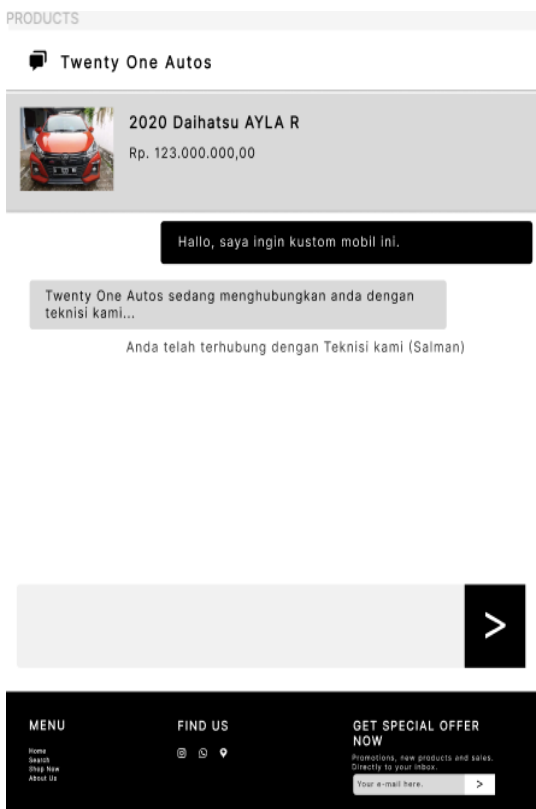 PRODUCTS
Twenty One Autos
2020 Daihatsu AYLA R
Rp. 123.000.000,00
Hallo, saya ingin kustom mobil ini.
Twenty One Autos sedang menghubungkan anda dengan
teknisi kami...
Anda telah terhubung dengan Teknisi kami (Salman)
>
MENU
Home
Search
Shop Now
About Us
FIND US
GET SPECIAL OFFER
NOW
Promotions, new products and sales.
Directly to your inbox.
Your e-mail here.
>